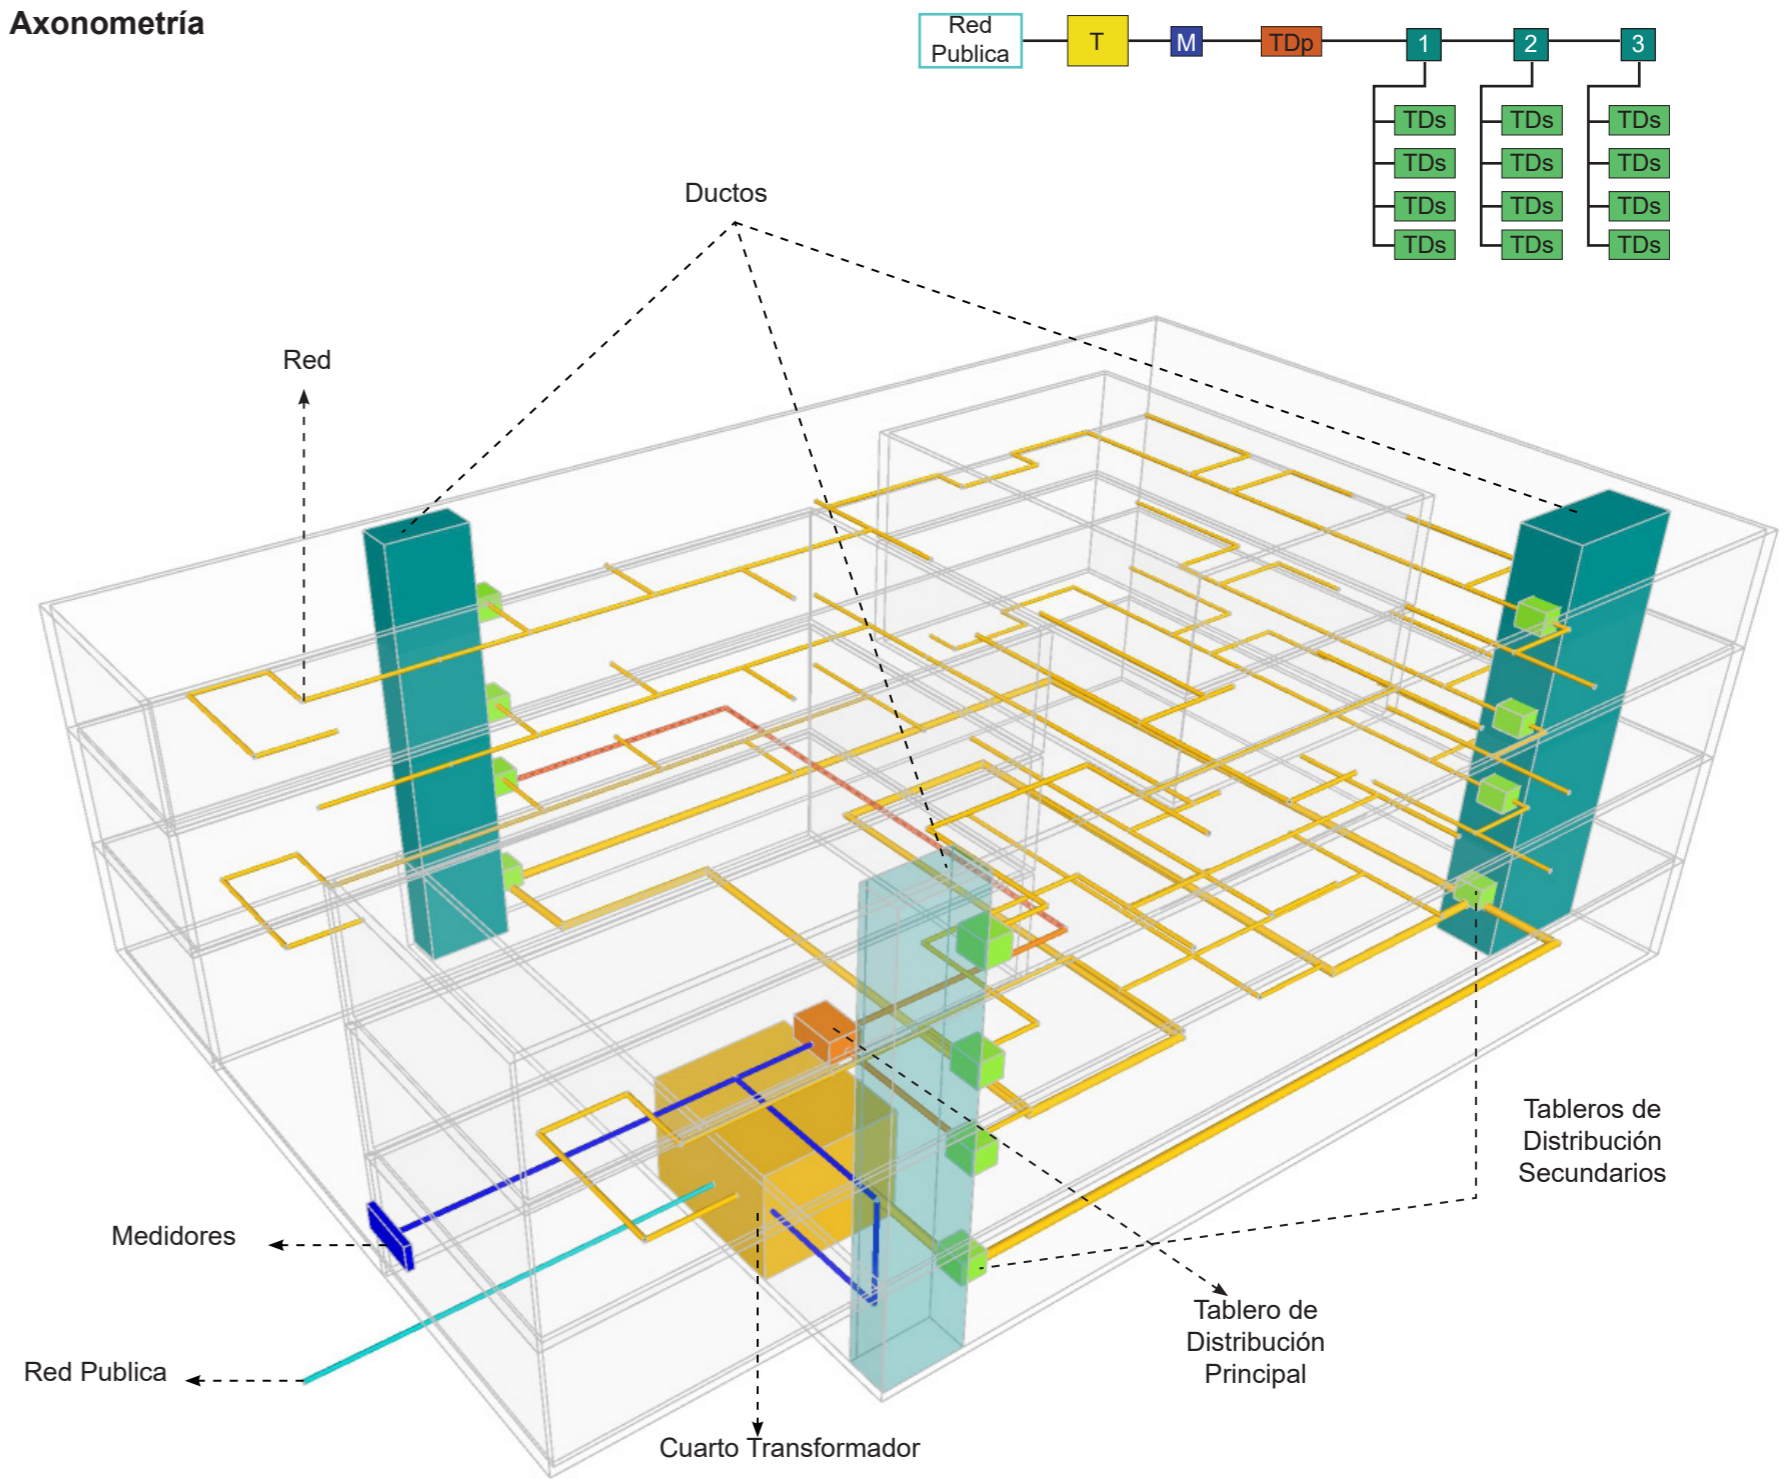 Axonometría
Red
Publica
T
M
TDp
1
2
3
TDs
TDs
TDs
TDs
TDs
TDs
TDs
TDs
TDs
TDs
TDs
TDs
Ductos
Red
Medidores
Red Publica
Cuarto Transformador
Tablero de
Distribución
Principal
Tableros de
Distribución
Secundarios